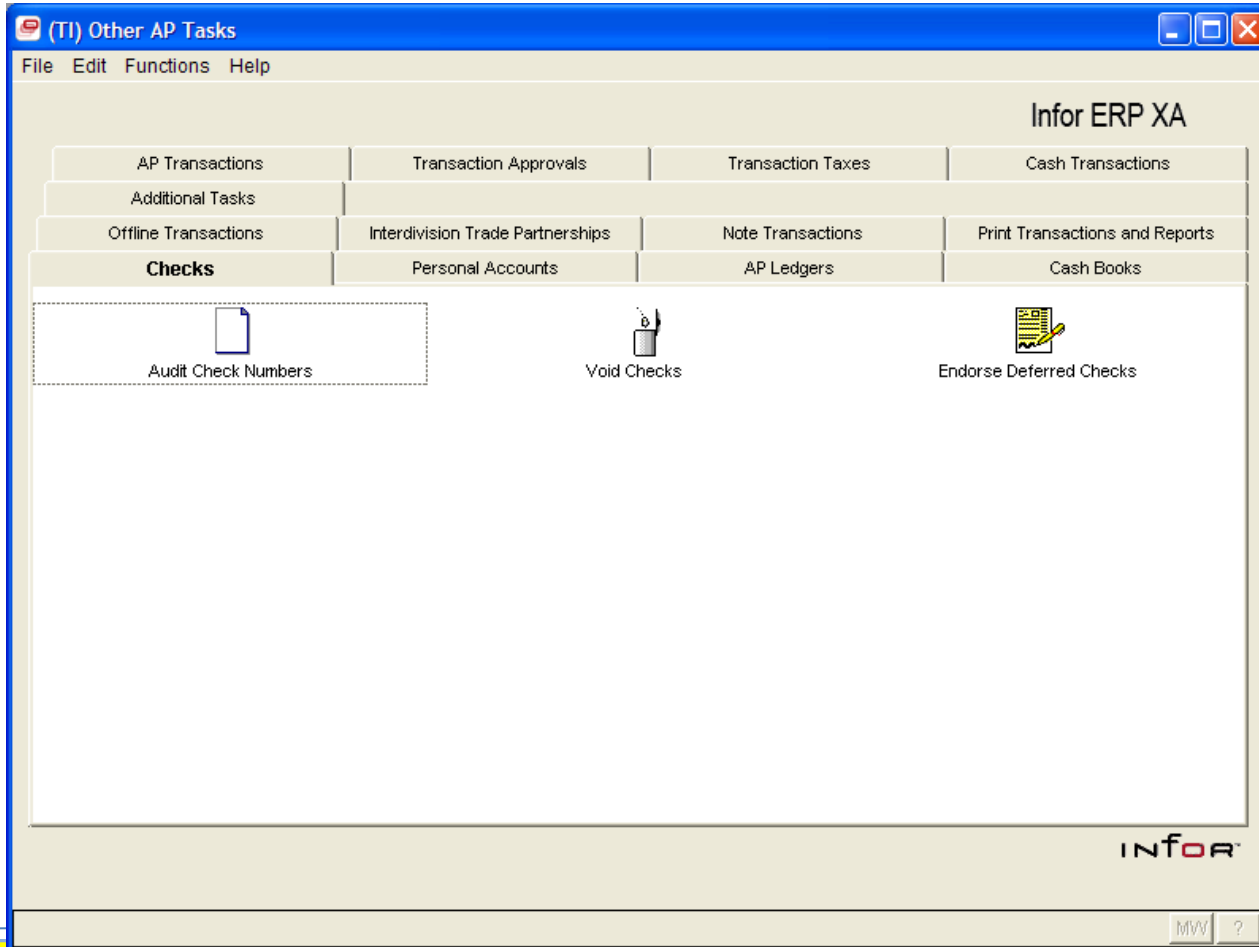 (TI) Other AP Tasks
File Edit Functions Help
Infor ERP XA
AP Transactions Transaction Approvals Transaction Taxes Cash Transactions
Additional Tasks
Offline Transactions Interdivision Trade Partnerships Note Transactions Print Transactions and Reports
Checks Personal Accounts AP Ledgers Cash Books
Audit Check Numbers Void Checks Endorse Deferred Checks
infor™
MW ?